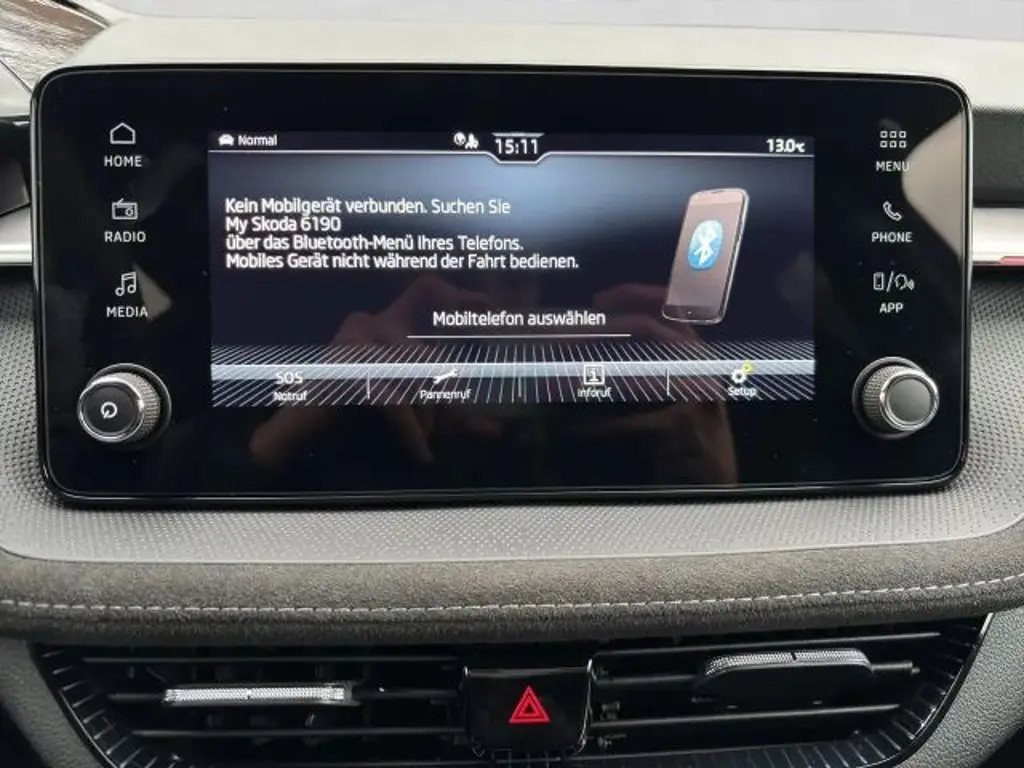 HOME
RADIO
MEDIA
Normal
15:11
13.0°C
Kein Mobilgerät verbunden. Suchen Sie
My Skoda 6190
über das Bluetooth-Menü Ihres Telefons.
Mobiles Gerät nicht während der Fahrt bedienen.
Mobiltelefon auswählen
SOS
Notruf
Pannenruf
Inforuf
Setup
MENU
PHONE
APP